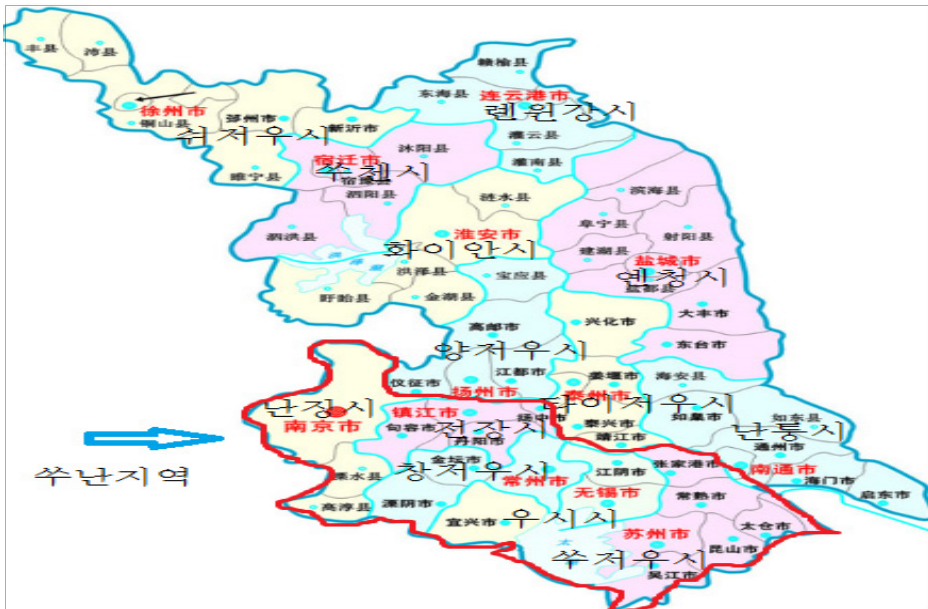 丰县
沛县
赣榆县
东海县
连云港市
롄윈장시
徐州市
邳州市
新沂市
铜山县
쉬저우시
灌云县
沭阳县
灌南县
睢宁县
宿迁市
쑤첸시
泗阳县
涟水县
滨海县
泗洪县
阜宁县
射阳县
淮安市
화이안시
建湖县
盐城市
옌청시
洪泽县
宝应县
盱眙县
金湖县
大丰市
兴化市
高邮市
东台市
양저우시
仪征市
江都市
扬州市
姜堰市
海安县
泰州市
타이저우시
난징시
南京市
镇江市
전장시
扬中市
泰兴市
如皋市
如东县
난퉁시
句容市
丹阳市
靖江市
通州市
쑤난지역
金坛市
창저우시
常州市
江阴市
张家港市
南通市
海门市
启东市
溧水县
高淳县
溧阴市
宜兴市
우시시
无锡市
常熟市
太仓市
苏州市
昆山市
쑤저우시
吴江市